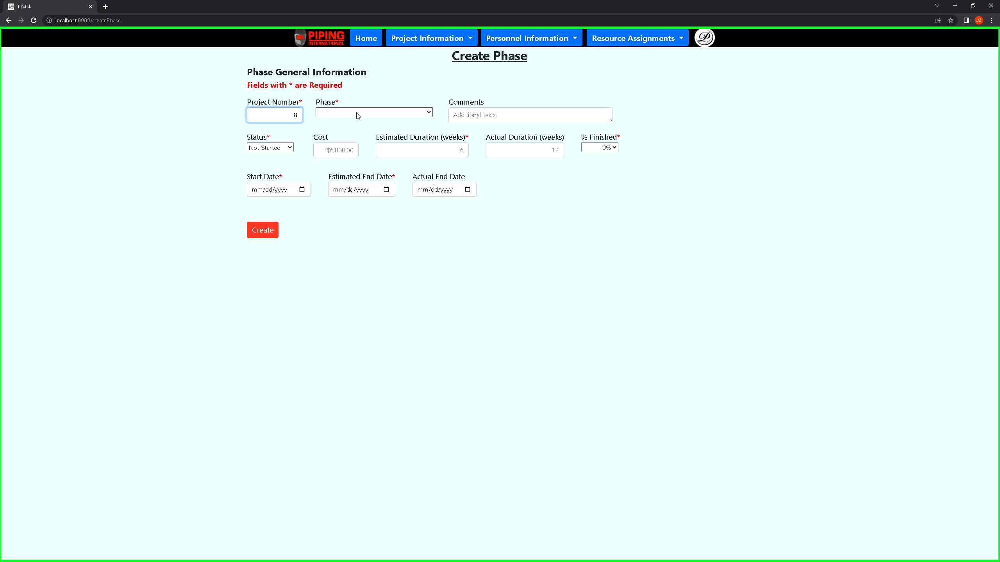 T.A.P.I.
localhost:8080/createPhase
JZ
PIPING INTERNATIONAL Home Project Information Personnel Information Resource Assignments
Create Phase
Phase General Information
Fields with * are Required
Project Number* Phase* Comments
8 Additional Texts
Status* Cost Estimated Duration (weeks)* Actual Duration (weeks) % Finished*
Not-Started $6,000.00 6 12 0%
Start Date* Estimated End Date* Actual End Date
mm/dd/yyyy mm/dd/yyyy mm/dd/yyyy
Create